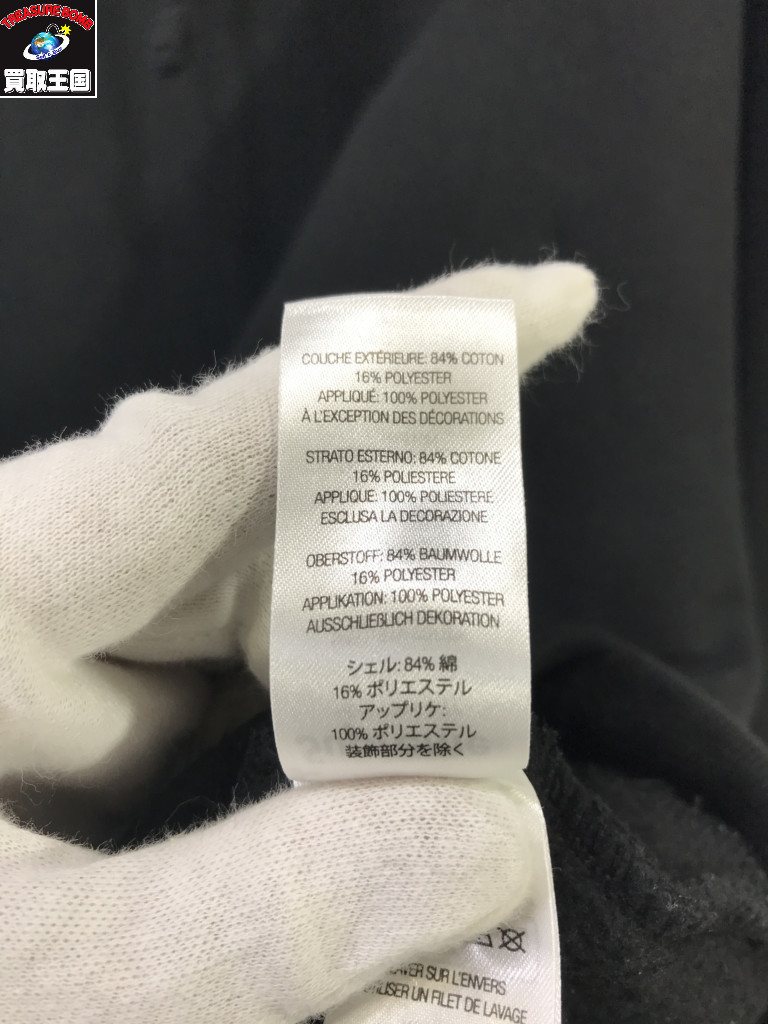 TREASURE BOMB
買取王国
COUCHE EXTÉRIEURE: 84% COTON
16% POLYESTER
APPLIQUÉ: 100% POLYESTER
À L'EXCEPTION DES DÉCORATIONS
STRATO ESTERNO: 84% COTONE
16% POLIESTERE
APPLIQUE: 100% POLIESTERE
ESCLUSA LA DECORAZIONE
OBERSTOFF: 84% BAUMWOLLE
16% POLYESTER
APPLIKATION: 100% POLYESTER
AUSSCHLIEßLICH DEKORATION
シェル: 84% 綿
16% ポリエステル
アップリケ:
100% ポリエステル
装飾部分を除く
SUR L'ENVERS
UN FILET DE LAVAGE